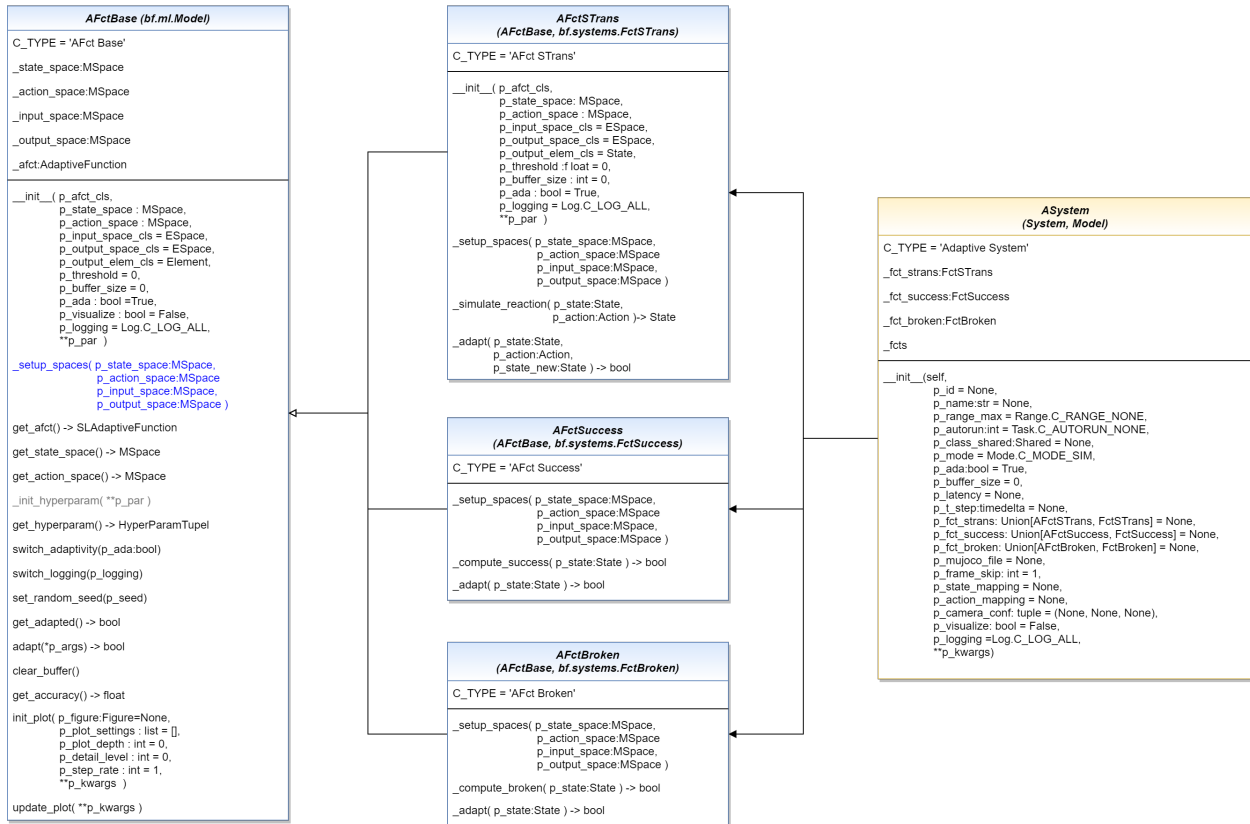 AFctBase (bf.ml.Model)
C_TYPE = 'AFct Base'
_state_space:MSpace
_action_space:MSpace
_input_space:MSpace
_output_space:MSpace
_afct:AdaptiveFunction
__init__( p_afct_cls,
p_state_space : MSpace,
p_action_space : MSpace,
p_input_space_cls = ESpace,
p_output_space_cls = ESpace,
p_output_elem_cls = Element,
p_threshold = 0,
p_buffer_size = 0,
p_ada : bool =True,
p_visualize : bool = False,
p_logging = Log.C_LOG_ALL,
**p_par )
_setup_spaces( p_state_space:MSpace,
p_action_space:MSpace
p_input_space:MSpace,
p_output_space:MSpace )
get_afct() -> SLAdaptiveFunction
get_state_space() -> MSpace
get_action_space() -> MSpace
_init_hyperparam( **p_par )
get_hyperparam() -> HyperParamTupel
switch_adaptivity(p_ada:bool)
switch_logging(p_logging)
set_random_seed(p_seed)
get_adapted() -> bool
adapt(*p_args) -> bool
clear_buffer()
get_accuracy() -> float
init_plot( p_figure:Figure=None,
p_plot_settings : list = [],
p_plot_depth : int = 0,
p_detail_level : int = 0,
p_step_rate : int = 1,
**p_kwargs )
update_plot( **p_kwargs )
AFctSTrans
(AFctBase, bf.systems.FctSTrans)
C_TYPE = 'AFct STrans'
__init__( p_afct_cls,
p_state_space: MSpace,
p_action_space : MSpace,
p_input_space_cls = ESpace,
p_output_space_cls = ESpace,
p_output_elem_cls = State,
p_threshold :f loat = 0,
p_buffer_size : int = 0,
p_ada : bool = True,
p_logging = Log.C_LOG_ALL,
**p_par )
_setup_spaces( p_state_space:MSpace,
p_action_space:MSpace
p_input_space:MSpace,
p_output_space:MSpace )
_simulate_reaction( p_state:State,
p_action:Action )-> State
_adapt( p_state:State,
p_action:Action,
p_state_new:State ) -> bool
AFctSuccess
(AFctBase, bf.systems.FctSuccess)
C_TYPE = 'AFct Success'
_setup_spaces( p_state_space:MSpace,
p_action_space:MSpace
p_input_space:MSpace,
p_output_space:MSpace )
_compute_success( p_state:State ) -> bool
_adapt( p_state:State ) -> bool
AFctBroken
(AFctBase, bf.systems.FctBroken)
C_TYPE = 'AFct Broken'
_setup_spaces( p_state_space:MSpace,
p_action_space:MSpace
p_input_space:MSpace,
p_output_space:MSpace )
_compute_broken( p_state:State ) -> bool
_adapt( p_state:State ) -> bool
ASystem
(System, Model)
C_TYPE = 'Adaptive System'
_fct_strans:FctSTrans
_fct_success:FctSuccess
_fct_broken:FctBroken
_fcts
__init__(self,
p_id = None,
p_name:str = None,
p_range_max = Range.C_RANGE_NONE,
p_autorun:int = Task.C_AUTORUN_NONE,
p_class_shared:Shared = None,
p_mode = Mode.C_MODE_SIM,
p_ada:bool = True,
p_buffer_size = 0,
p_latency = None,
p_t_step:timedelta = None,
p_fct_strans: Union[AFctSTrans, FctSTrans] = None,
p_fct_success: Union[AFctSuccess, FctSuccess] = None,
p_fct_broken: Union[AFctBroken, FctBroken] = None,
p_mujoco_file = None,
p_frame_skip: int = 1,
p_state_mapping = None,
p_action_mapping = None,
p_camera_conf: tuple = (None, None, None),
p_visualize: bool = False,
p_logging =Log.C_LOG_ALL,
**p_kwargs)